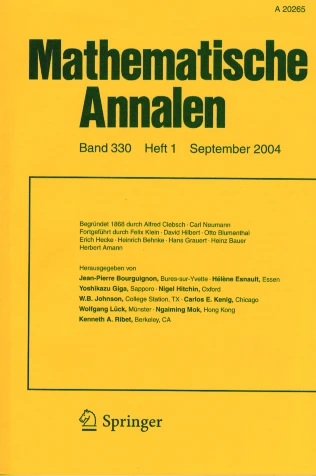 A 20265
Mathematische
Annalen
Band 330 Heft 1 September 2004
Begründet 1868 durch Alfred Clebsch · Carl Neumann
Fortgeführt durch Felix Klein · David Hilbert · Otto Blumenthal
Erich Hecke · Heinrich Behnke · Hans Grauert · Heinz Bauer
Herbert Amann
Herausgegeben von
Jean-Pierre Bourguignon, Bures-sur-Yvette · Hélène Esnault, Essen
Yoshikazu Giga, Sapporo · Nigel Hitchin, Oxford
W.B. Johnson, College Station, TX · Carlos E. Kenig, Chicago
Wolfgang Lück, Münster · Ngaiming Mok, Hong Kong
Kenneth A. Ribet, Berkeley, CA
Springer